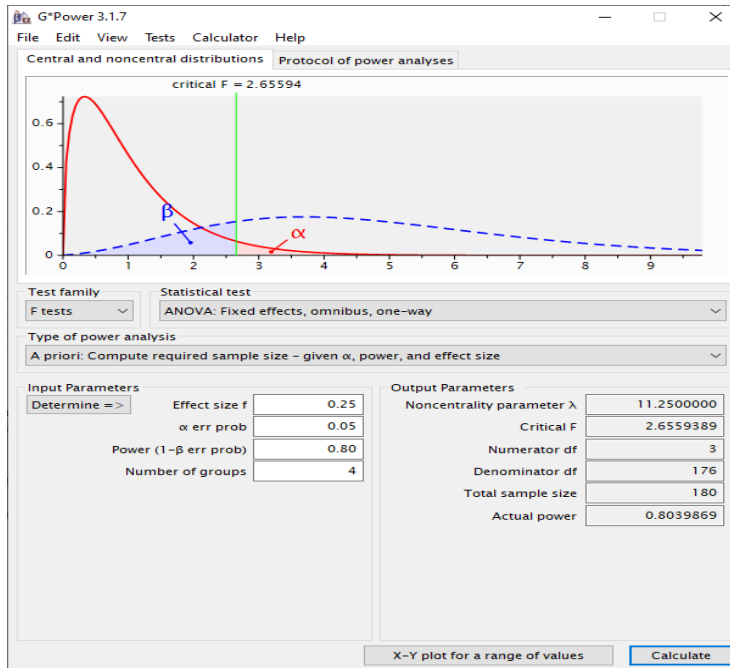 G*Power 3.1.7
File Edit View Tests Calculator Help
Central and noncentral distributions Protocol of power analyses
critical F = 2.65594
0.6
0.4
0.2
0
β
α
0 1 2 3 4 5 6 7 8 9
Test family Statistical test
F tests ANOVA: Fixed effects, omnibus, one-way
Type of power analysis
A priori: Compute required sample size - given α, power, and effect size
Input Parameters
Determine =>
Effect size f 0.25
α err prob 0.05
Power (1-β err prob) 0.80
Number of groups 4
Output Parameters
Noncentrality parameter λ 11.2500000
Critical F 2.6559389
Numerator df 3
Denominator df 176
Total sample size 180
Actual power 0.8039869
X-Y plot for a range of values Calculate